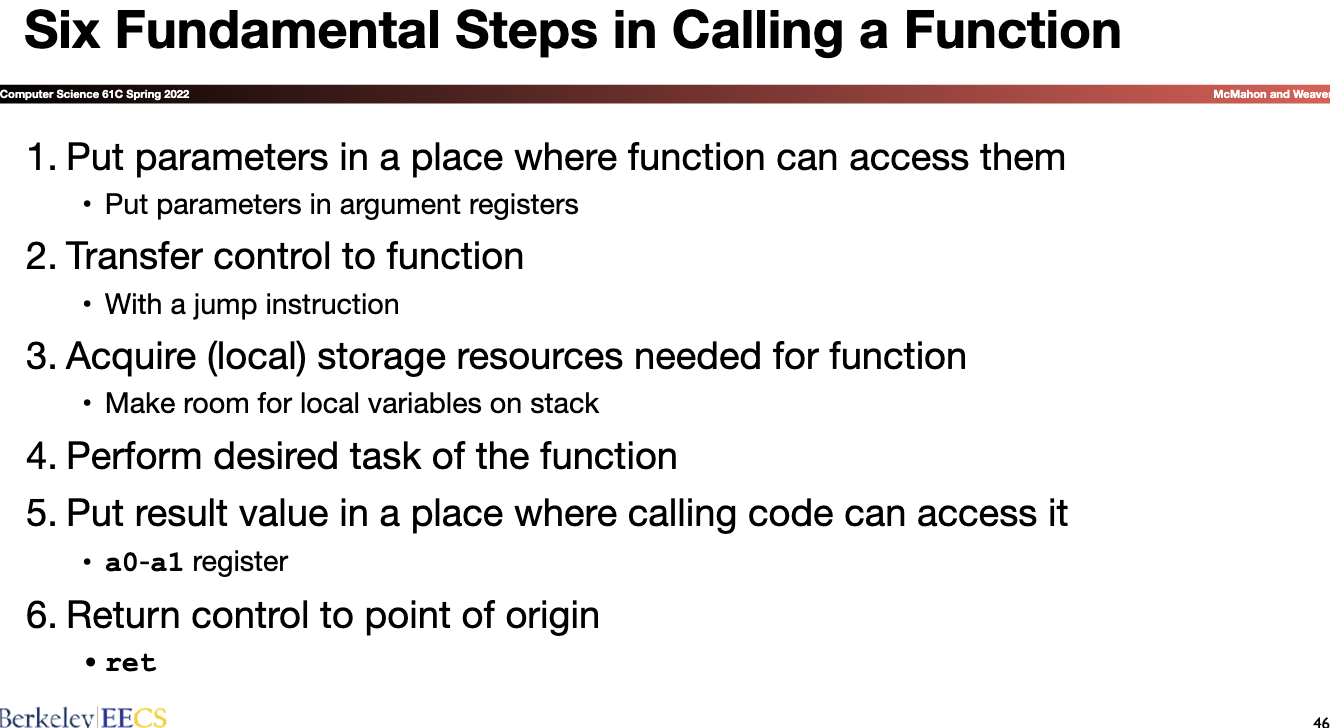 Six Fundamental Steps in Calling a Function
Computer Science 61C Spring 2022
McMahon and Weaver
1. Put parameters in a place where function can access them
• Put parameters in argument registers
2. Transfer control to function
• With a jump instruction
3. Acquire (local) storage resources needed for function
• Make room for local variables on stack
4. Perform desired task of the function
5. Put result value in a place where calling code can access it
• a0-a1 register
6. Return control to point of origin
• ret
Berkeley EECS
46